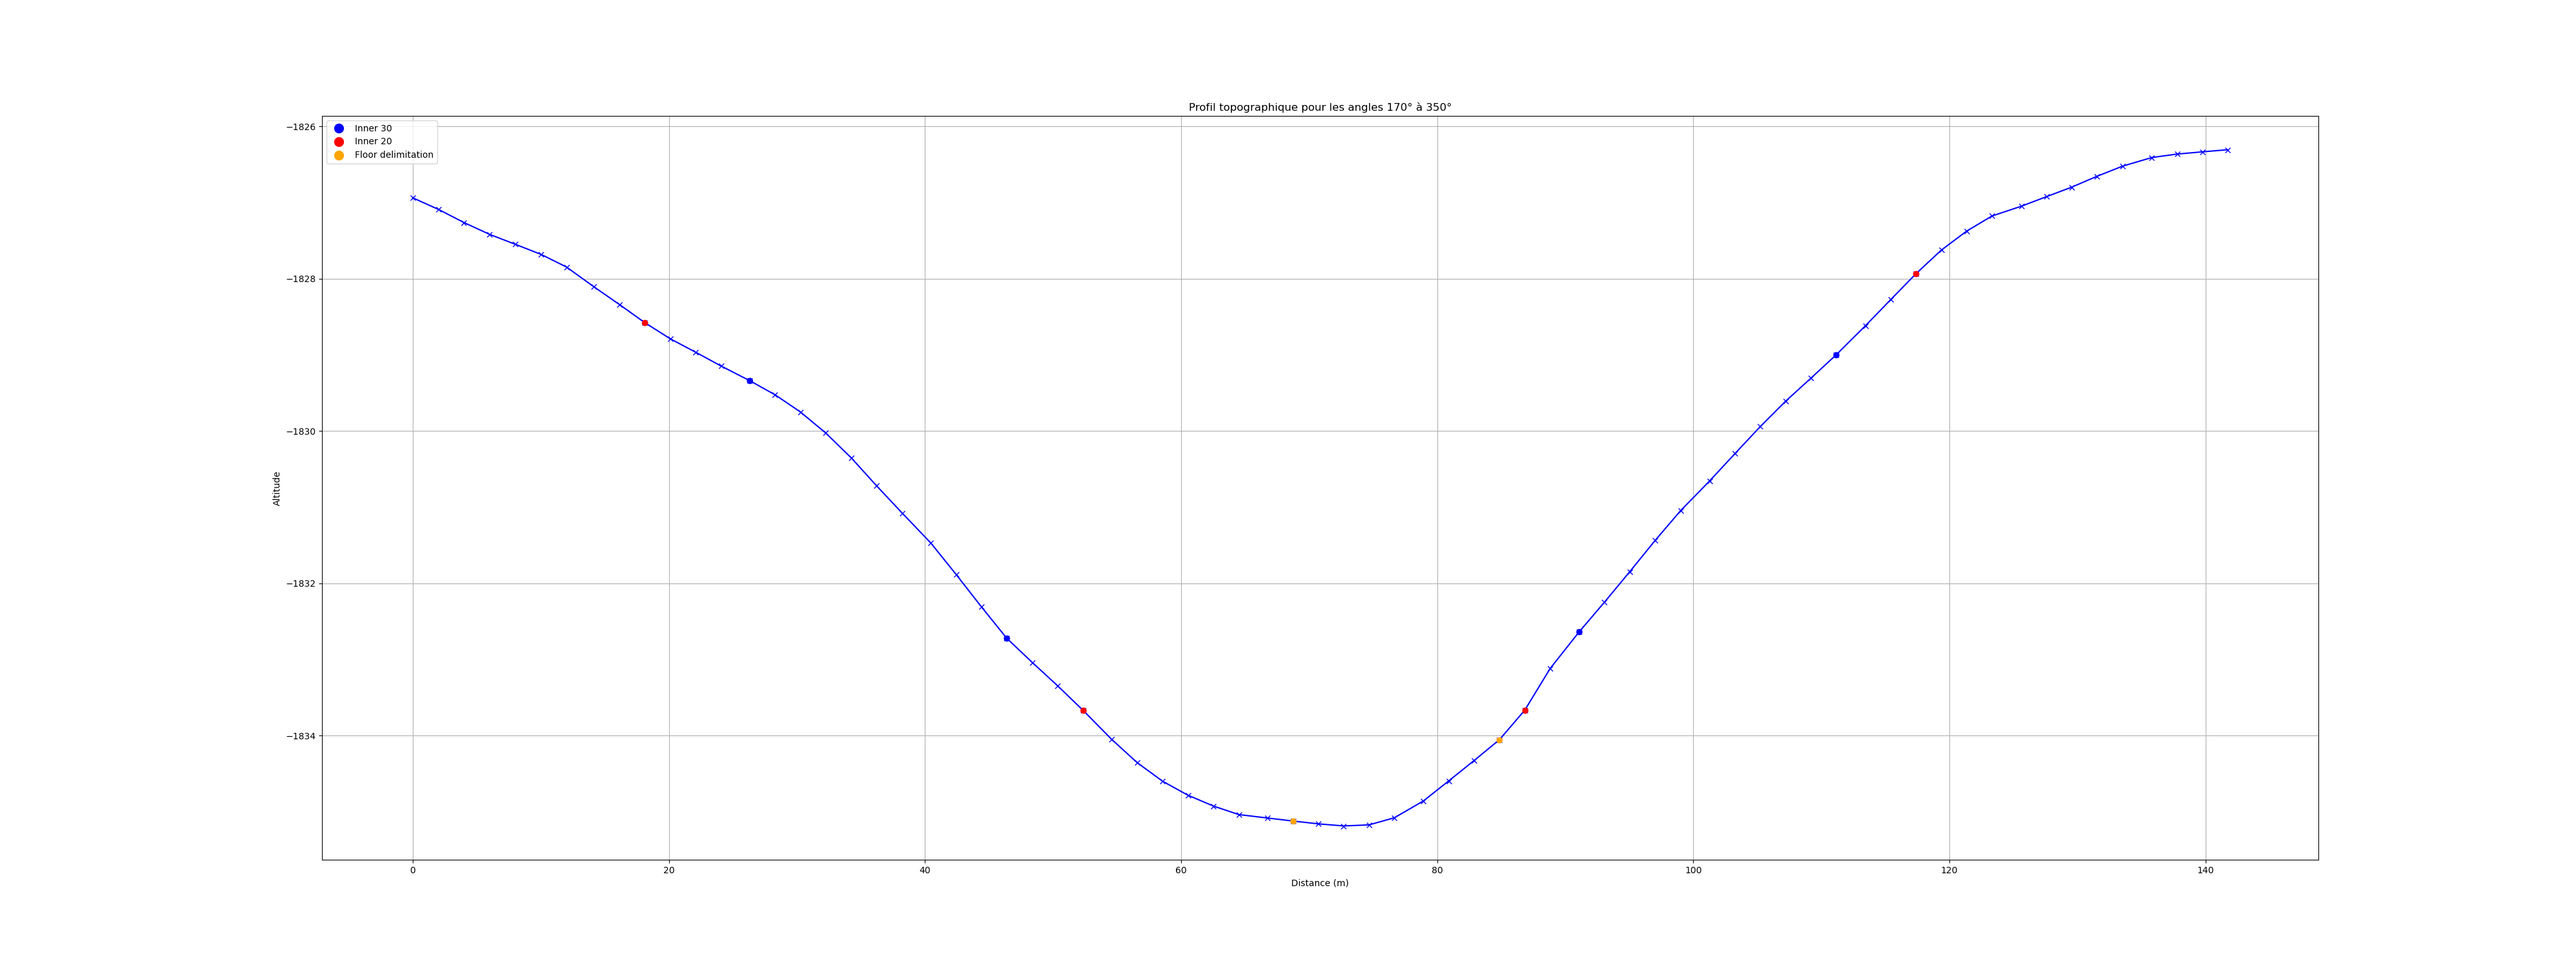 Profil topographique pour les angles 170° à 350°
Inner 30
Inner 20
Floor delimitation
−1826
−1828
−1830
−1832
−1834
Altitude
0 20 40 60 80 100 120 140
Distance (m)